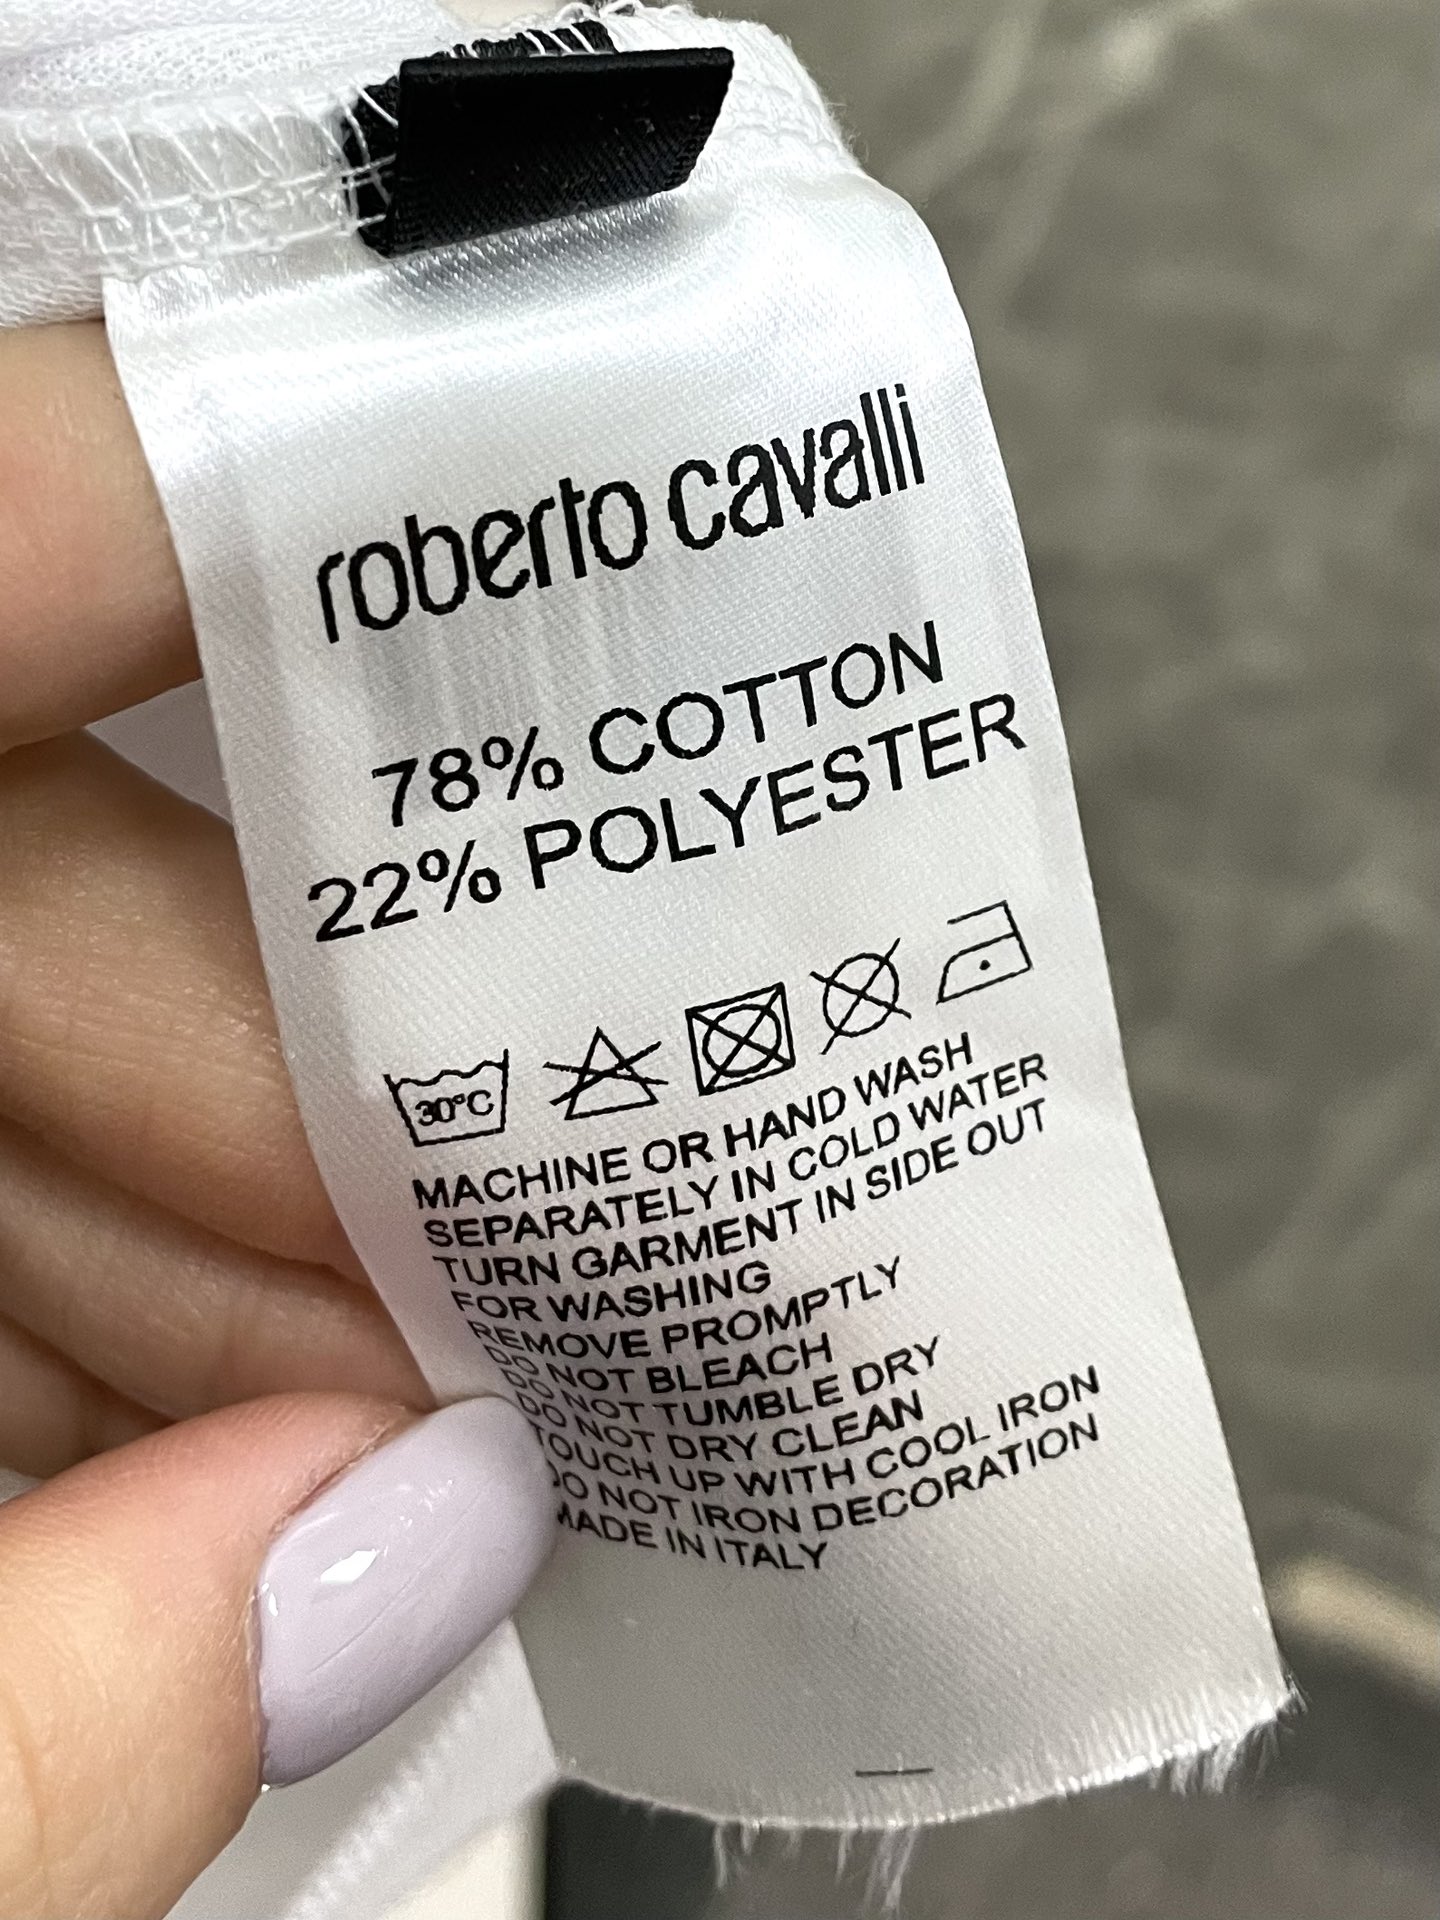 roberto cavalli
78% COTTON
22% POLYESTER
30°C
MACHINE OR HAND WASH
SEPARATELY IN COLD WATER
TURN GARMENT IN SIDE OUT
FOR WASHING
REMOVE PROMPTLY
DO NOT BLEACH
DO NOT TUMBLE DRY
DO NOT DRY CLEAN
TOUCH UP WITH COOL IRON
DO NOT IRON DECORATION
MADE IN ITALY